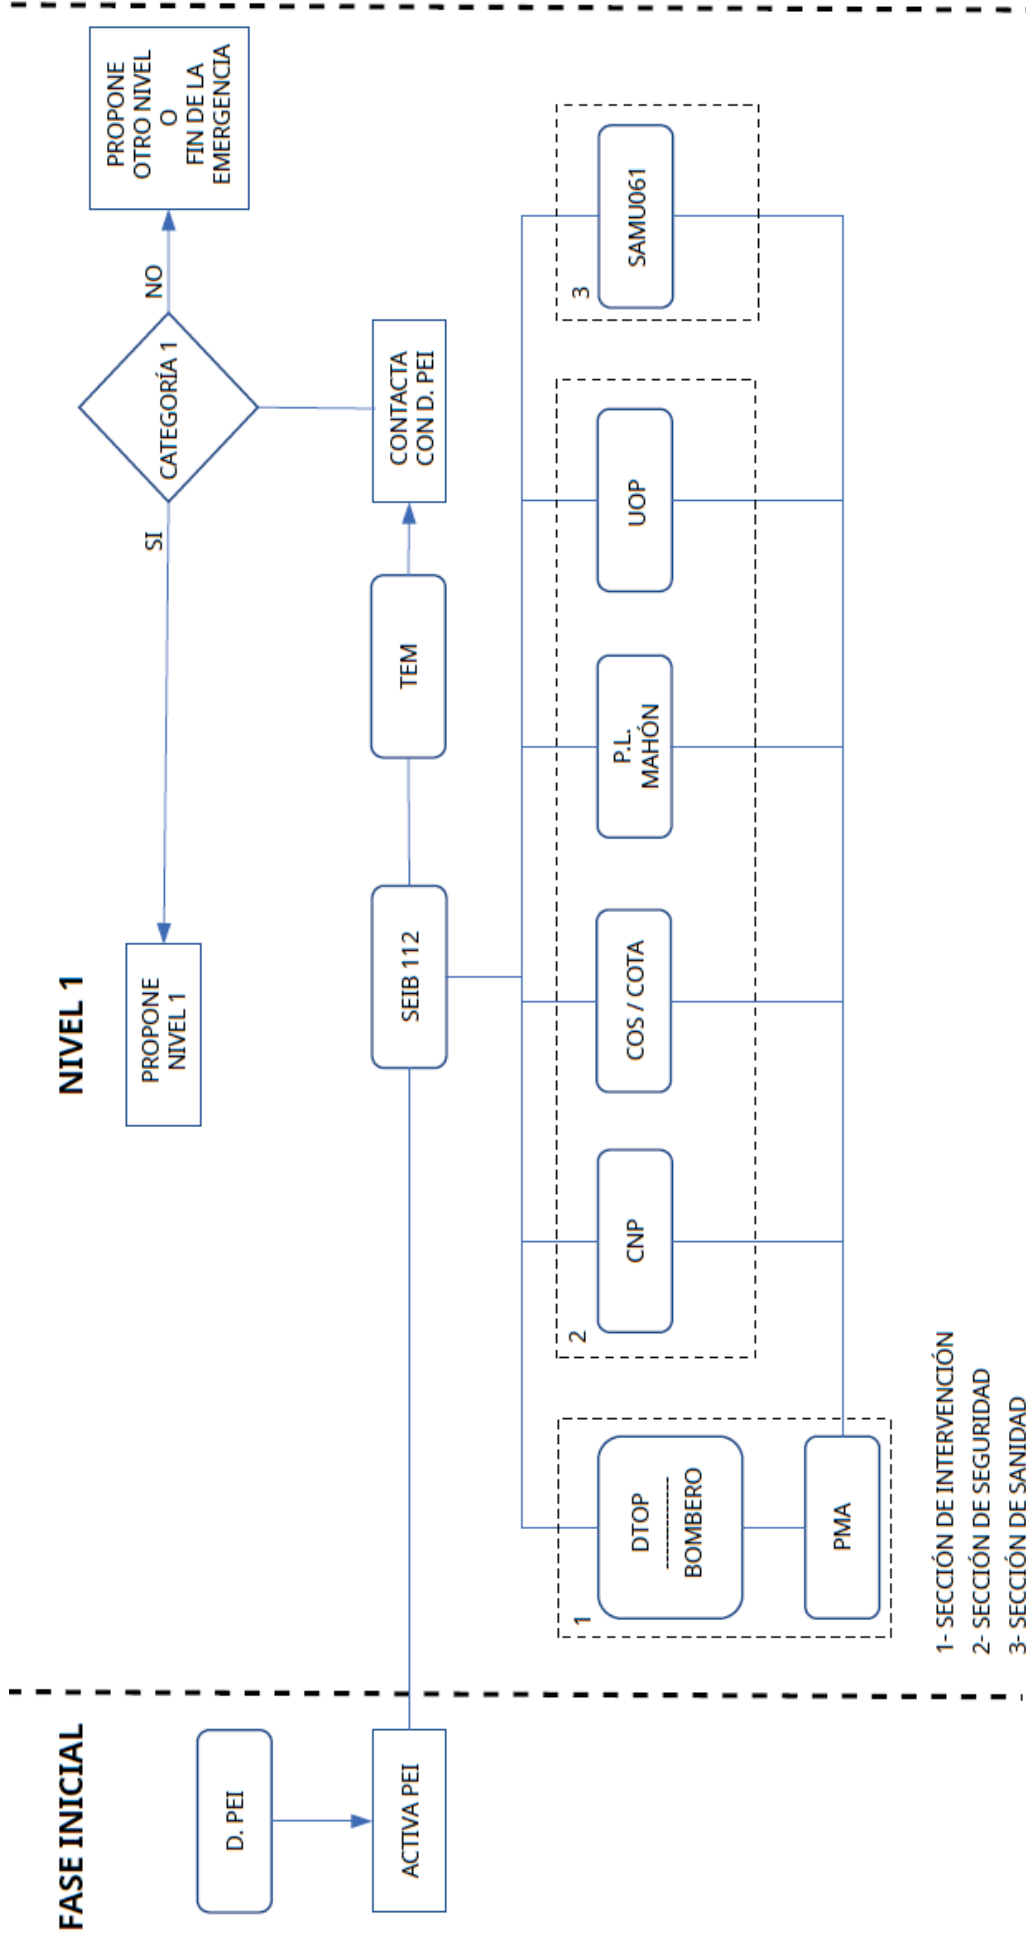 FASE INICIAL
D. PEI
ACTIVA PEI
NIVEL 1
PROPONE
NIVEL 1
SI
CATEGORÍA 1
NO
PROPONE
OTRO NIVEL
O
FIN DE LA
EMERGENCIA
SEIB 112
TEM
CONTACTA
CON D. PEI
1
DTOP
BOMBERO
PMA
2
CNP
COS / COTA
P.L.
MAHÓN
UOP
3
SAMU061
1- SECCIÓN DE INTERVENCIÓN
2- SECCIÓN DE SEGURIDAD
3- SECCIÓN DE SANIDAD